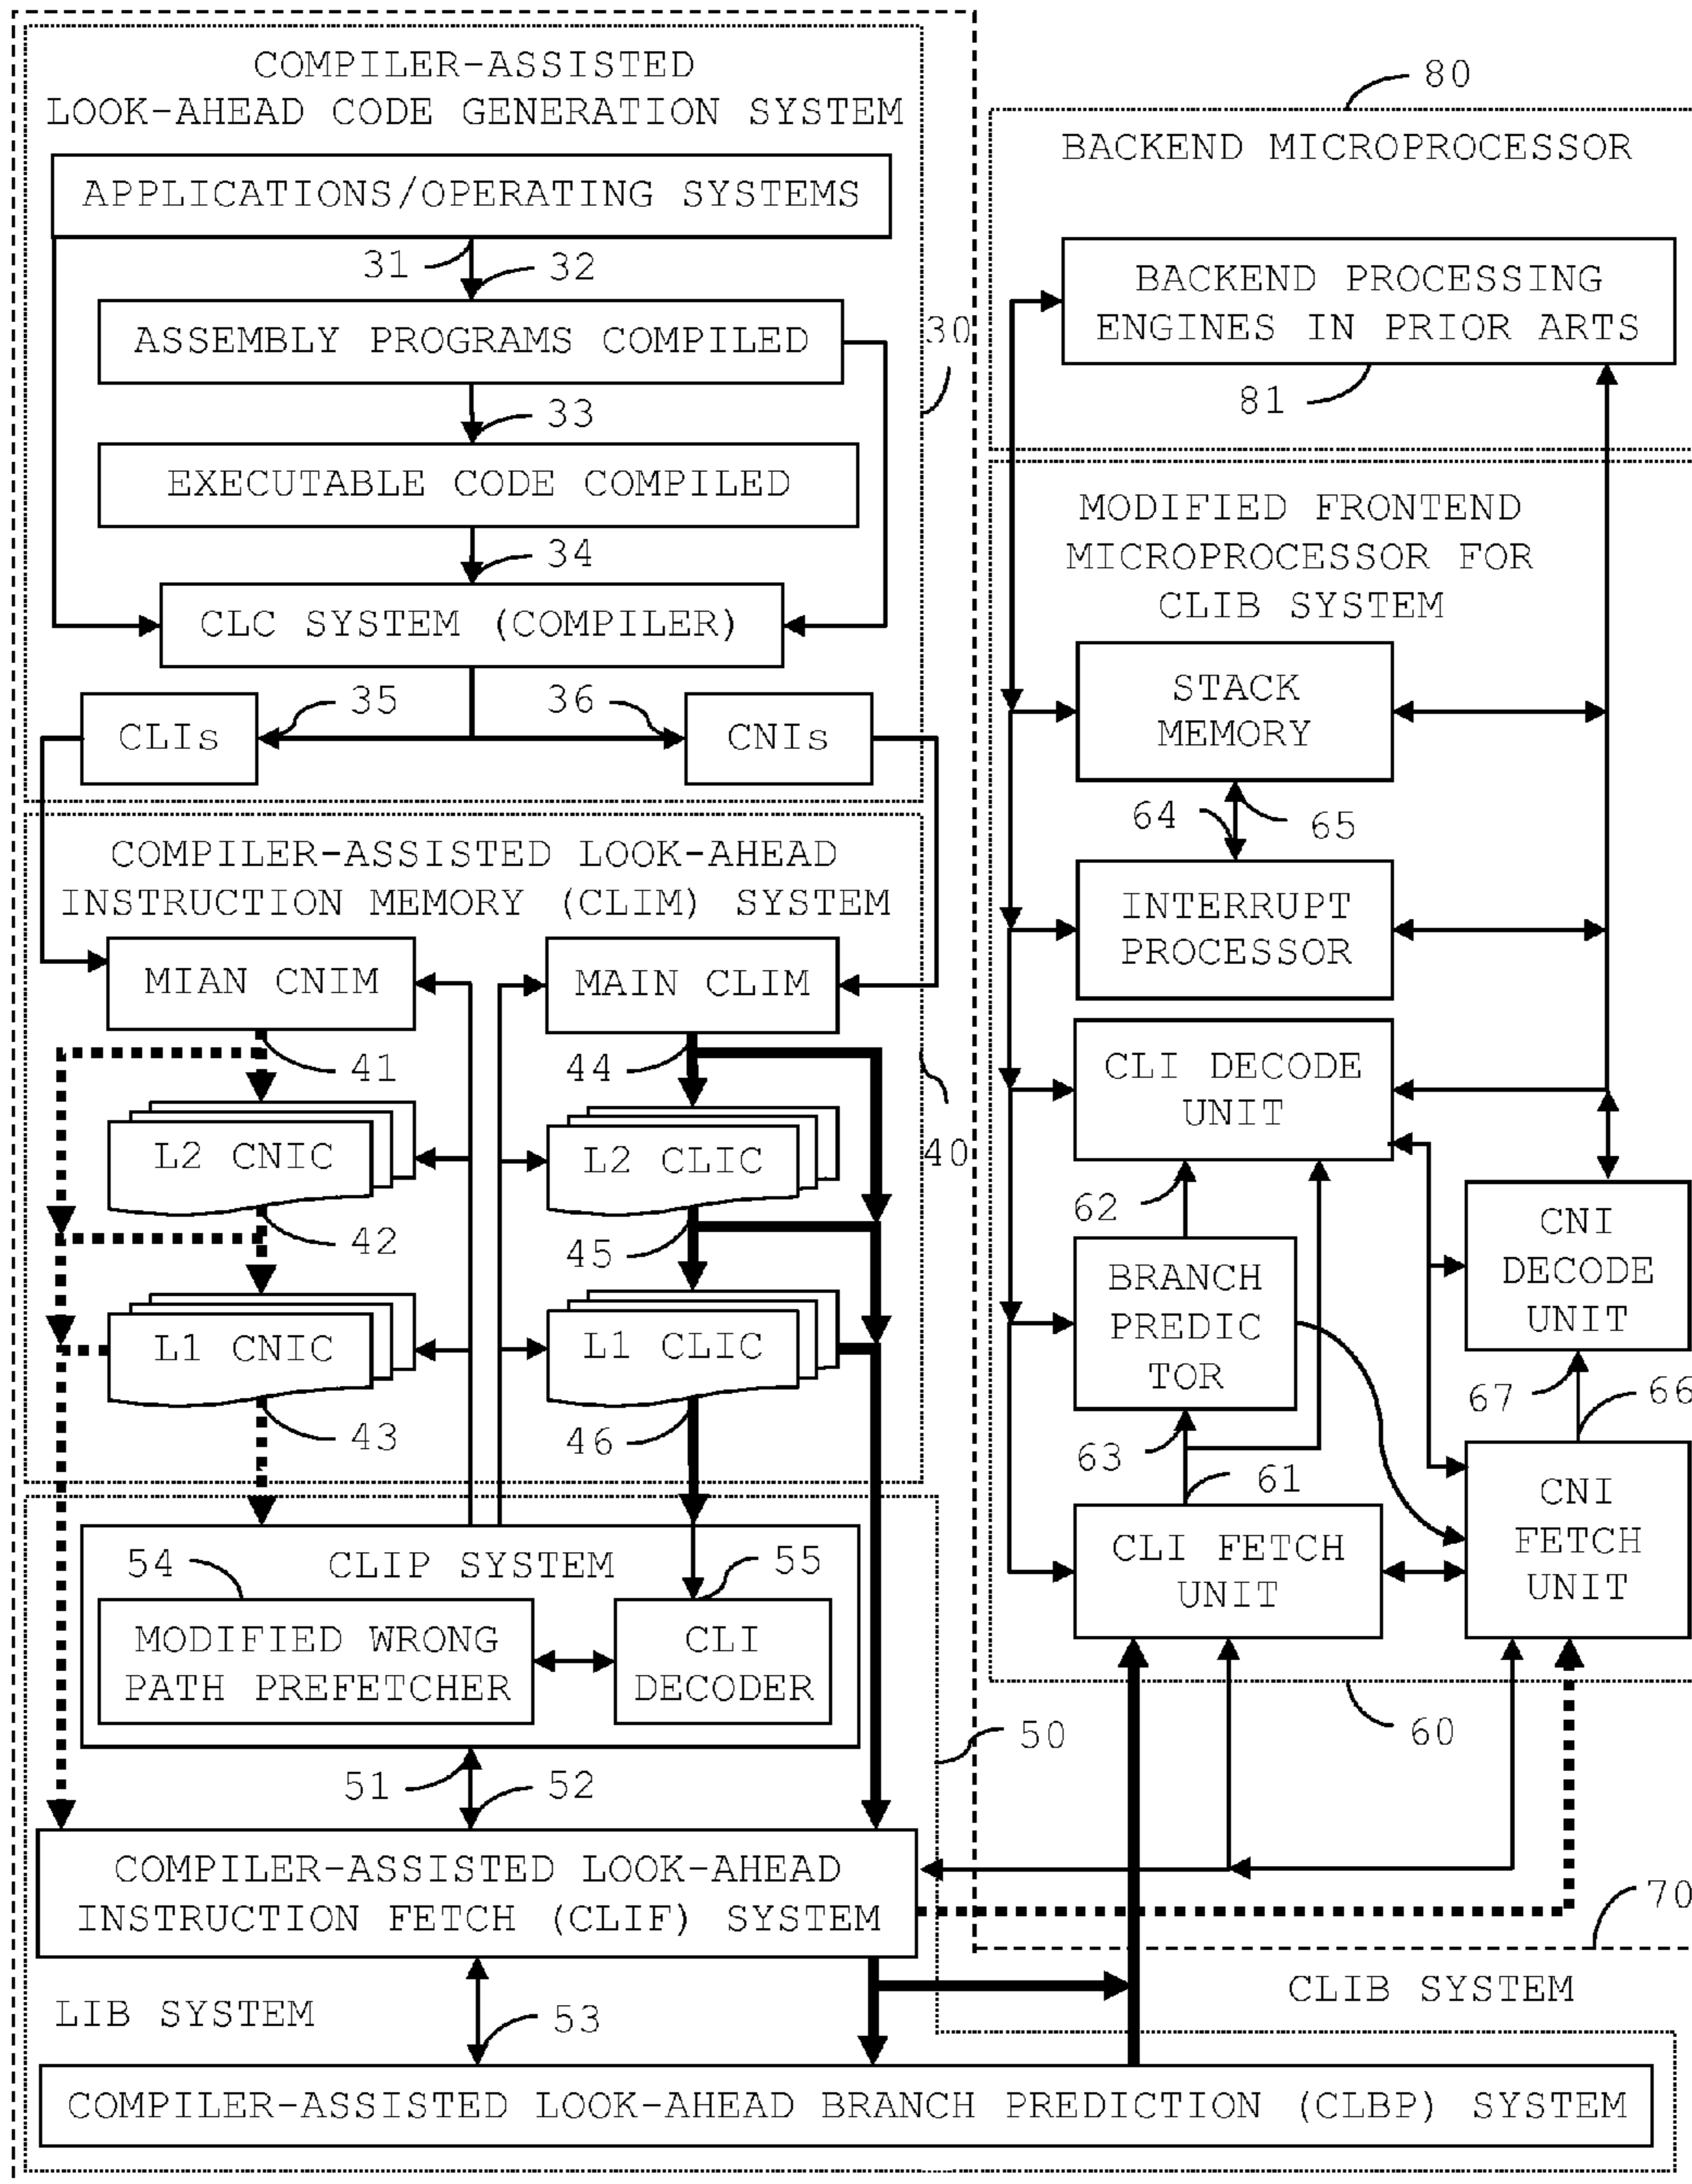 COMPILER-ASSISTED
LOOK-AHEAD CODE GENERATION SYSTEM
APPLICATIONS/OPERATING SYSTEMS
31
32
ASSEMBLY PROGRAMS COMPILED
30
33
EXECUTABLE CODE COMPILED
34
CLC SYSTEM (COMPILER)
35
36
CLIs
CNIs
COMPILER-ASSISTED LOOK-AHEAD
INSTRUCTION MEMORY (CLIM) SYSTEM
MIAN CNIM
MAIN CLIM
41
44
40
L2 CNIC
L2 CLIC
42
45
L1 CNIC
L1 CLIC
43
46
54
CLIP SYSTEM
55
MODIFIED WRONG
PATH PREFETCHER
CLI
DECODER
50
51
52
COMPILER-ASSISTED LOOK-AHEAD
INSTRUCTION FETCH (CLIF) SYSTEM
LIB SYSTEM
53
COMPILER-ASSISTED LOOK-AHEAD BRANCH PREDICTION (CLBP) SYSTEM
80
BACKEND MICROPROCESSOR
BACKEND PROCESSING
ENGINES IN PRIOR ARTS
81
MODIFIED FRONTEND
MICROPROCESSOR FOR
CLIB SYSTEM
STACK
MEMORY
64
65
INTERRUPT
PROCESSOR
CLI DECODE
UNIT
62
CNI
DECODE
UNIT
BRANCH
PREDIC
TOR
67
66
63
61
CLI FETCH
UNIT
CNI
FETCH
UNIT
60
70
CLIB SYSTEM